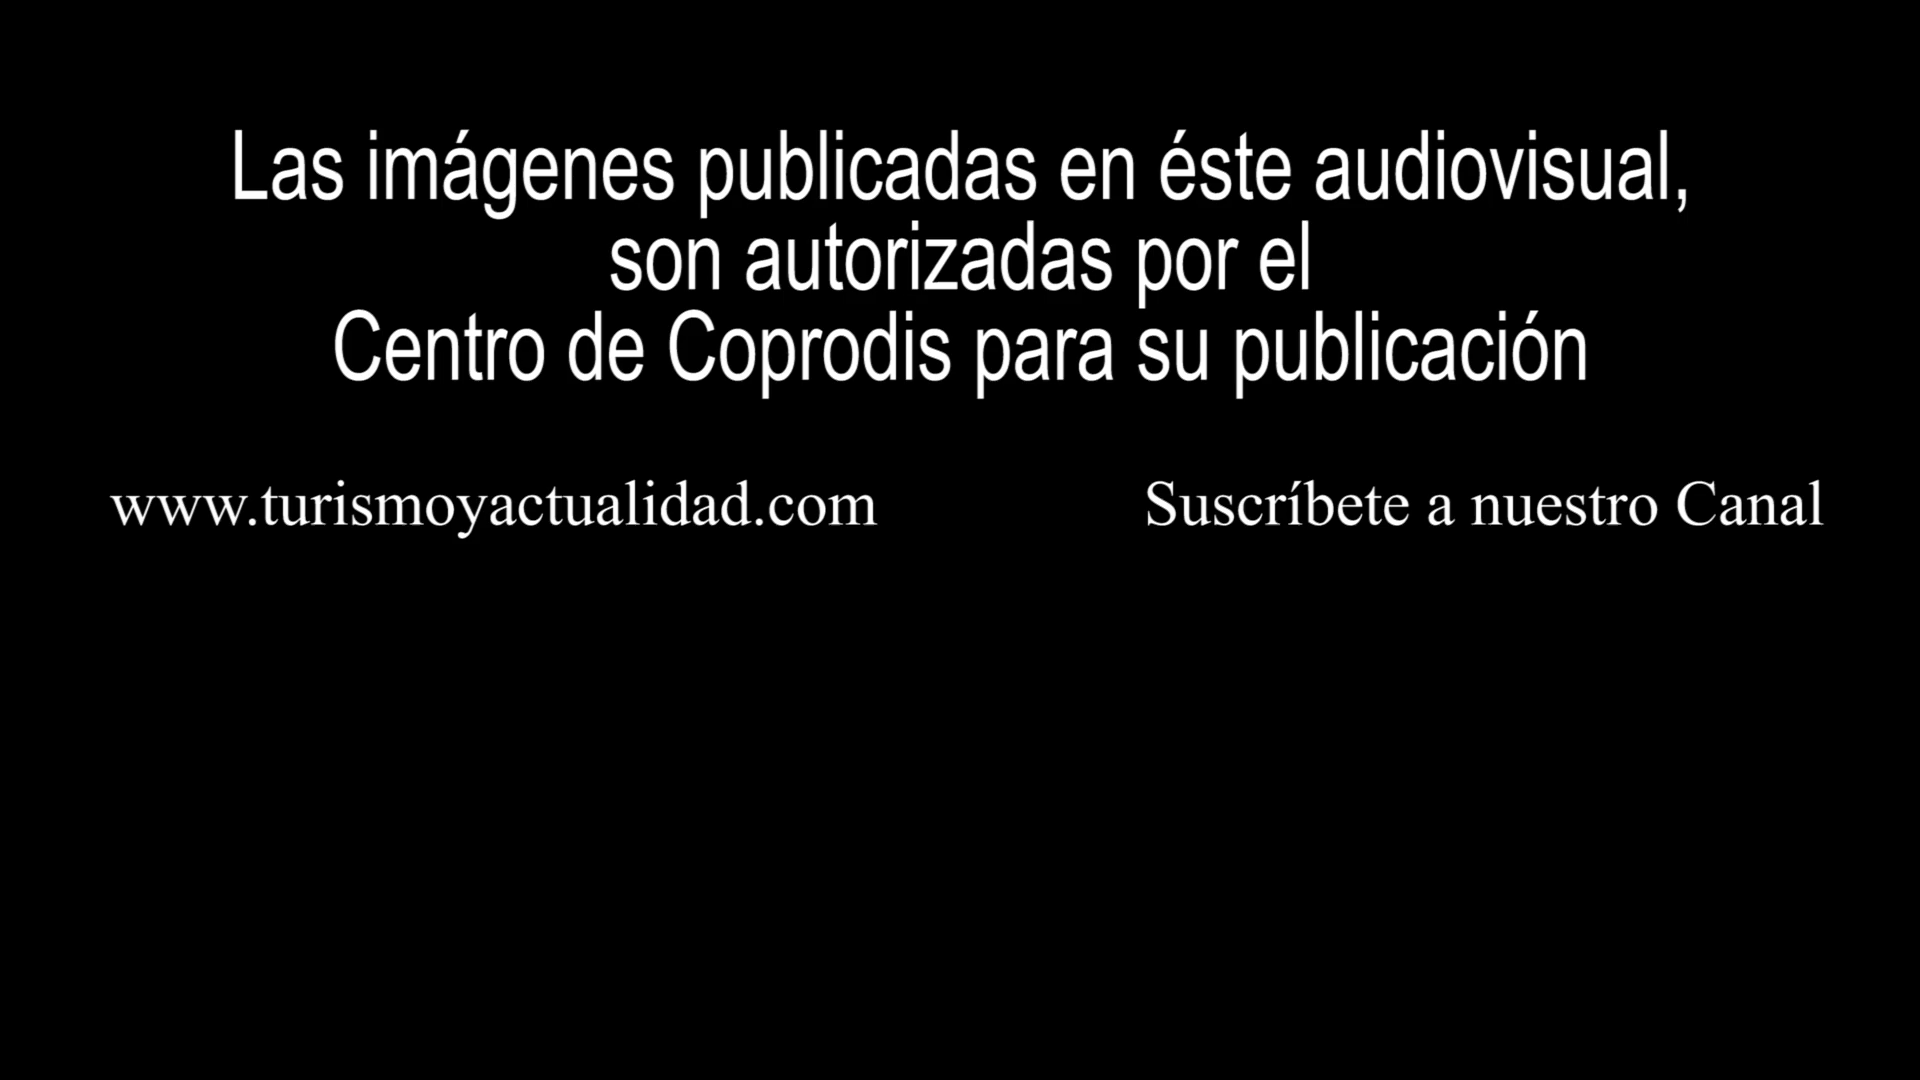 Las imágenes publicadas en éste audiovisual,
son autorizadas por el
Centro de Coprodis para su publicación
www.turismoyactualidad.com
Suscríbete a nuestro Canal